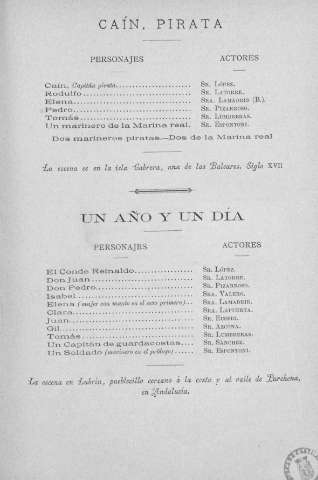 CAÍN, PIRATA
PERSONAJES ACTORES
Caín, Capitán pirata........ SR. LÓPEZ.
Rodulfo........ SR. LATORRE.
Elena........ SRA. LAMADRID (B.)
Pedro........ SR. PIZARROSO.
Tomás........ SR. LUMBRERAS.
Un marinero de la Marina real. SR. ESPONTONI.
Dos marineros piratas.—Dos de la Marina real
La escena es en la isla Cabrera, una de las Baleares. Siglo XVII
UN AÑO Y UN DÍA
PERSONAJES ACTORES
El Conde Reinaldo........ SR. LÓPEZ.
Don Juan........ SR. LATORRE.
Don Pedro........ SR. PIZARROSO.
Isabel........ SRA. VALERO.
Elena (mujer con manto en el acto primero)... SRA. LAMADRID.
Clara........ SRA. LAPUERTA.
Juan........ SR.
Gil........ SR. AZCONA.
Tomás........ SR. LUMBRERAS.
Un Capitán de guardacostas.... SR. SÁNCHEZ.
Un Soldado (marinero en el prólogo)..... SR. ESPONTONI.
La escena en Lubrín, pueblecillo cercano á la costa y al valle de Purchena,
en Andalucía.